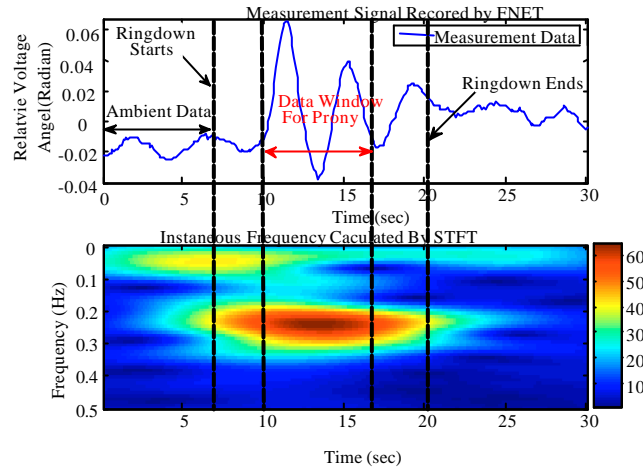 Measurement Signal Recored by FNET
Relatvie Voltage
Angel(Radian)
0.06
0.04
0.02
0
-0.02
-0.04
Ringdown
Starts
Ambient Data
Data Window
For Prony
Measurement Data
Ringdown Ends
0 5 10 15 20 25 30
Time (sec)
Instaneous Frequency Caculated By STFT
Frequency (Hz)
0
0.1
0.2
0.3
0.4
0.5
5 10 15 20 25 30
Time (sec)
60
50
40
30
20
10